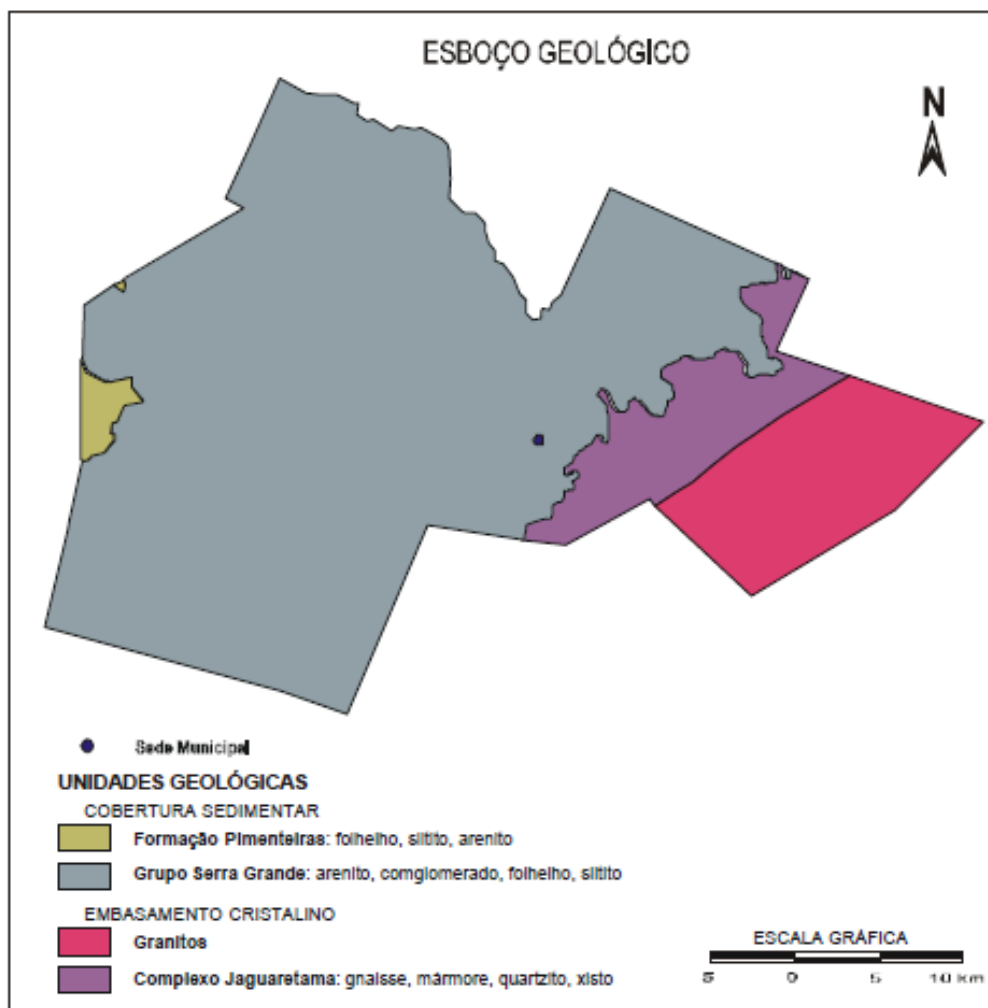 ESBOÇO GEOLÓGICO
N
Sede Municipal
UNIDADES GEOLÓGICAS
COBERTURA SEDIMENTAR
Formação Pimenteiras: folhelho, siltito, arenito
Grupo Serra Grande: arenito, comglomerado, folhelho, siltito
EMBASAMENTO CRISTALINO
Granitos
Complexo Jaguaretama: gnaisse, mármore, quartzito, xisto
ESCALA GRÁFICA
5 0 5 10 km